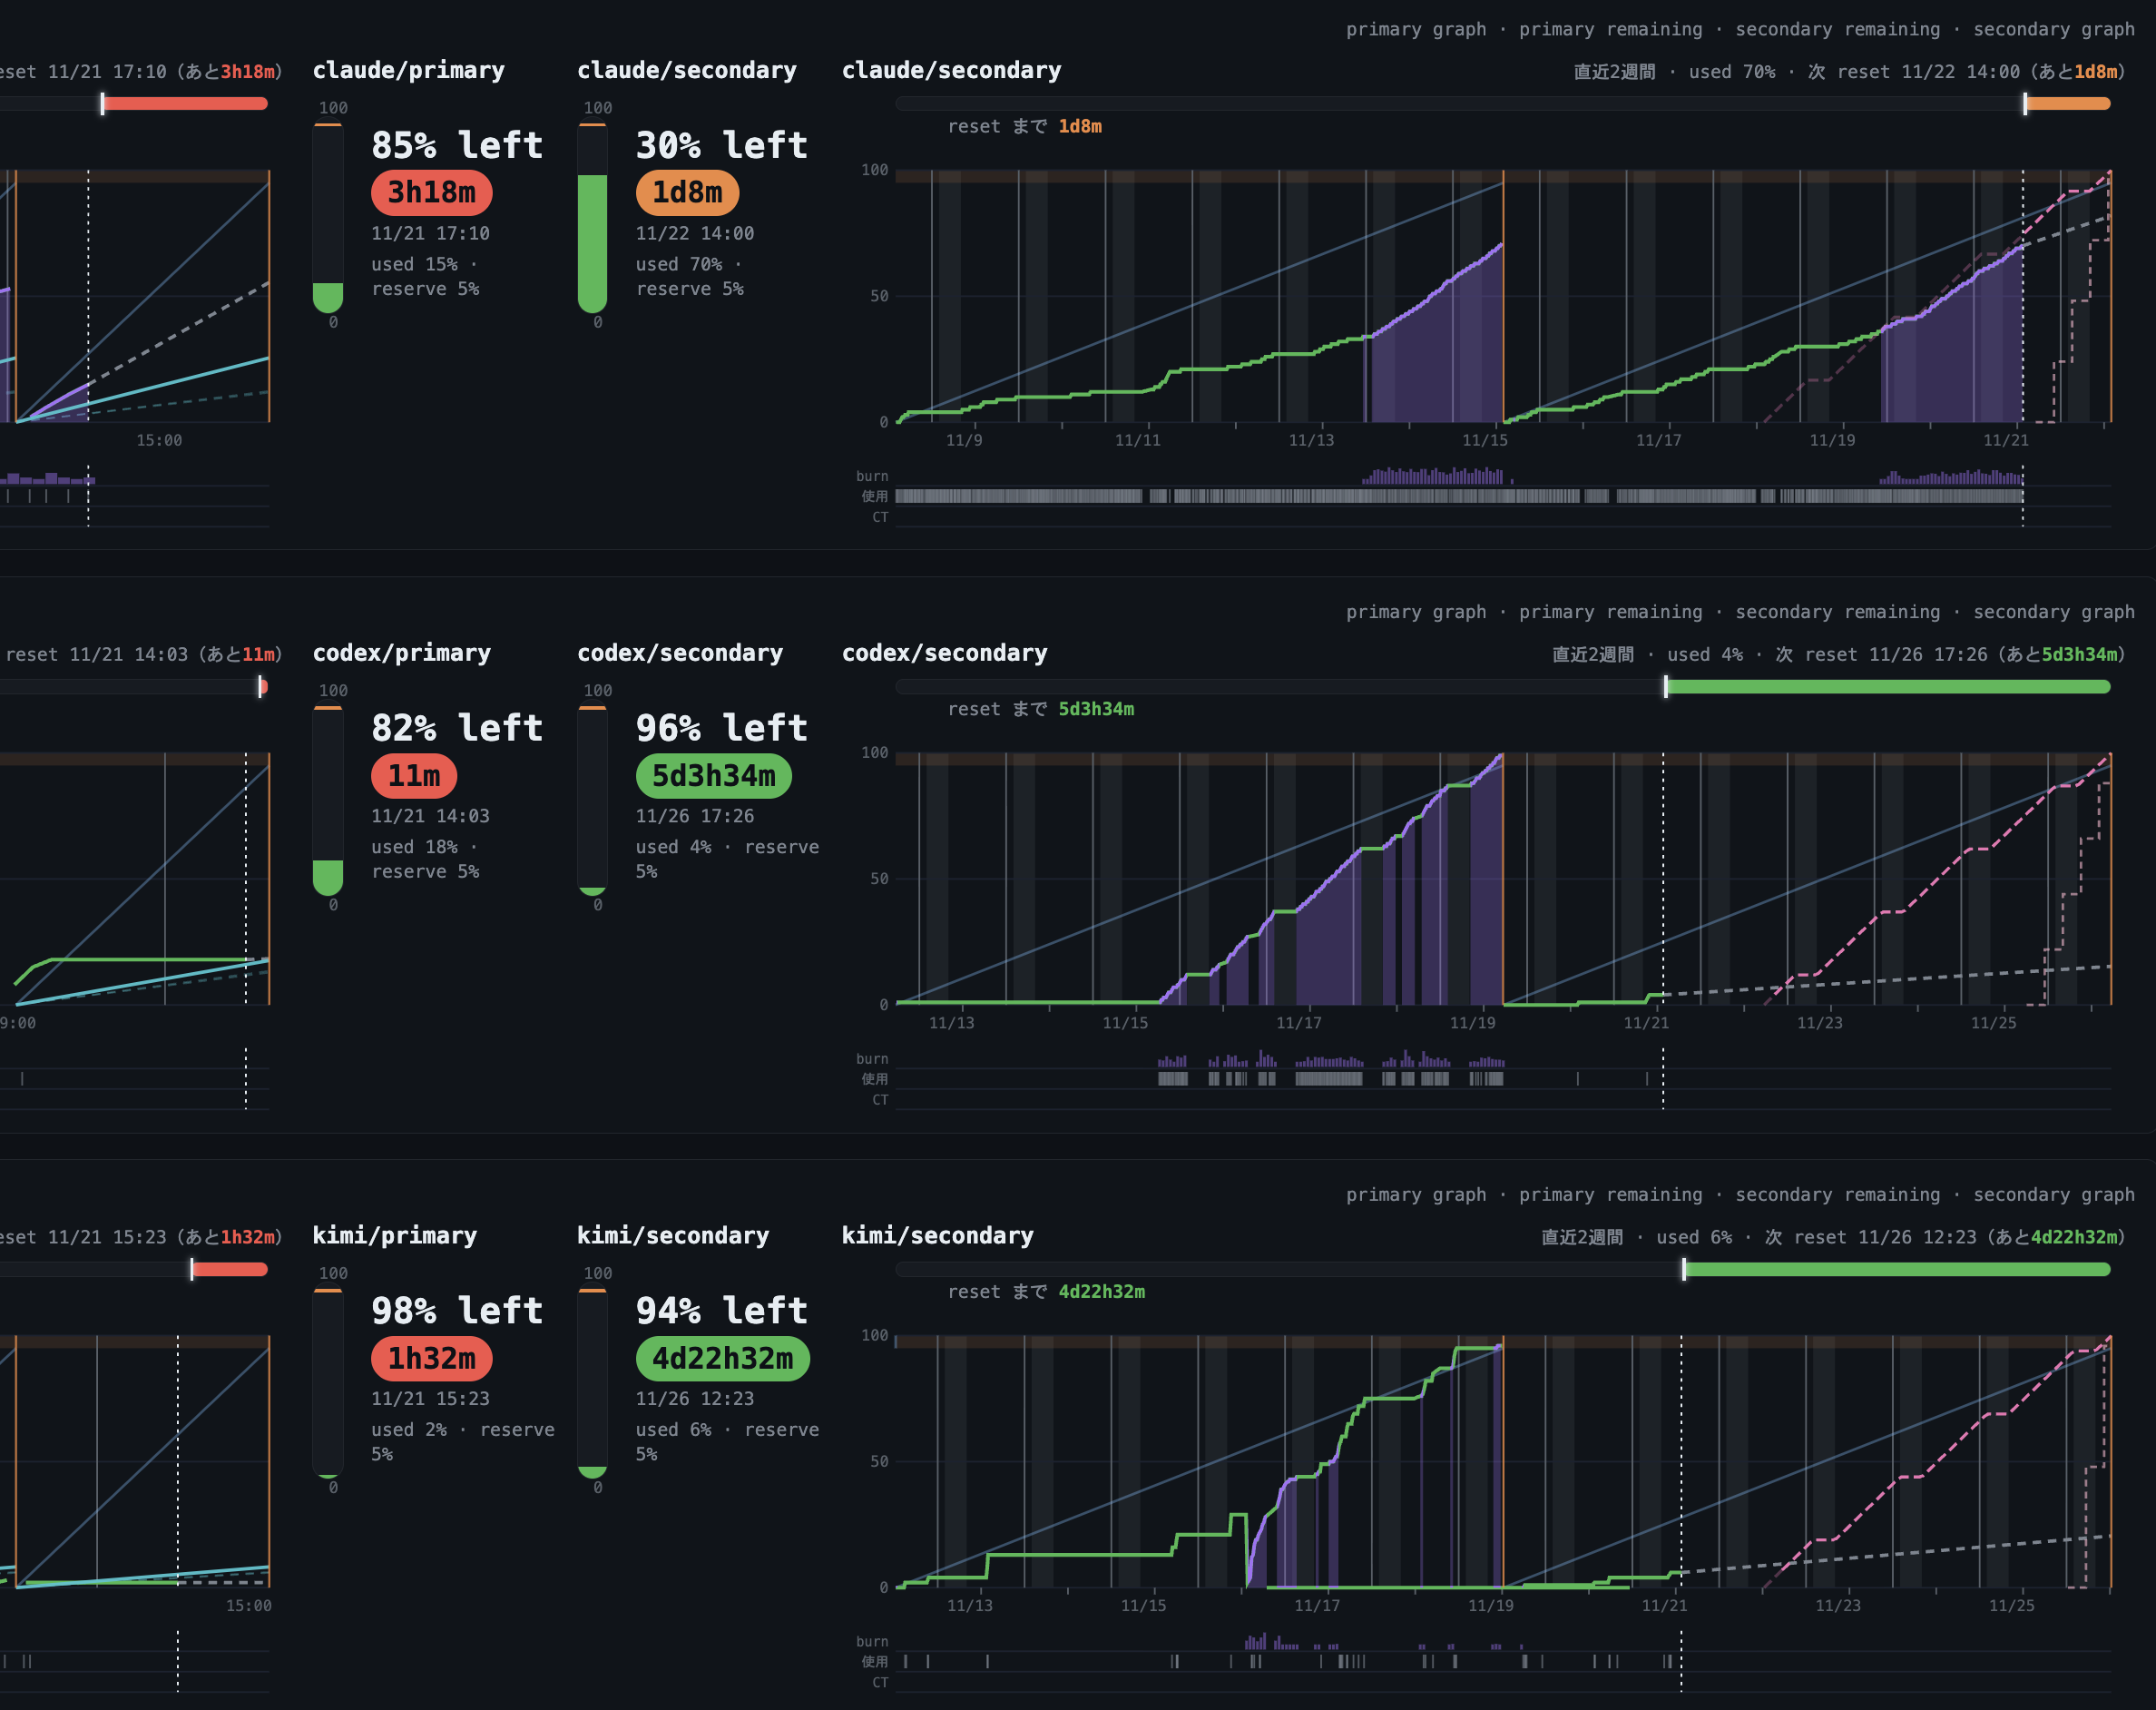 primary graph · primary remaining · secondary remaining · secondary graph
eset 11/21 17:10 (あと3h18m)
15:00
claude/primary
100
85% left
3h18m
11/21 17:10
used 15% ·
reserve 5%
0
claude/secondary
100
30% left
1d8m
11/22 14:00
used 70% ·
reserve 5%
0
claude/secondary
直近2週間 · used 70% · 次 reset 11/22 14:00 (あと1d8m)
reset まで 1d8m
100
50
0
11/9 11/11 11/13 11/15 11/17 11/19 11/21
burn
使用
CT
primary graph · primary remaining · secondary remaining · secondary graph
reset 11/21 14:03 (あと11m)
9:00
codex/primary
100
82% left
11m
11/21 14:03
used 18% ·
reserve 5%
0
codex/secondary
100
96% left
5d3h34m
11/26 17:26
used 4% · reserve
5%
0
codex/secondary
直近2週間 · used 4% · 次 reset 11/26 17:26 (あと5d3h34m)
reset まで 5d3h34m
100
50
0
11/13 11/15 11/17 11/19 11/21 11/23 11/25
burn
使用
CT
primary graph · primary remaining · secondary remaining · secondary graph
eset 11/21 15:23 (あと1h32m)
15:00
kimi/primary
100
98% left
1h32m
11/21 15:23
used 2% · reserve
5%
0
kimi/secondary
100
94% left
4d22h32m
11/26 12:23
used 6% · reserve
5%
0
kimi/secondary
直近2週間 · used 6% · 次 reset 11/26 12:23 (あと4d22h32m)
reset まで 4d22h32m
100
50
0
11/13 11/15 11/17 11/19 11/21 11/23 11/25
burn
使用
CT